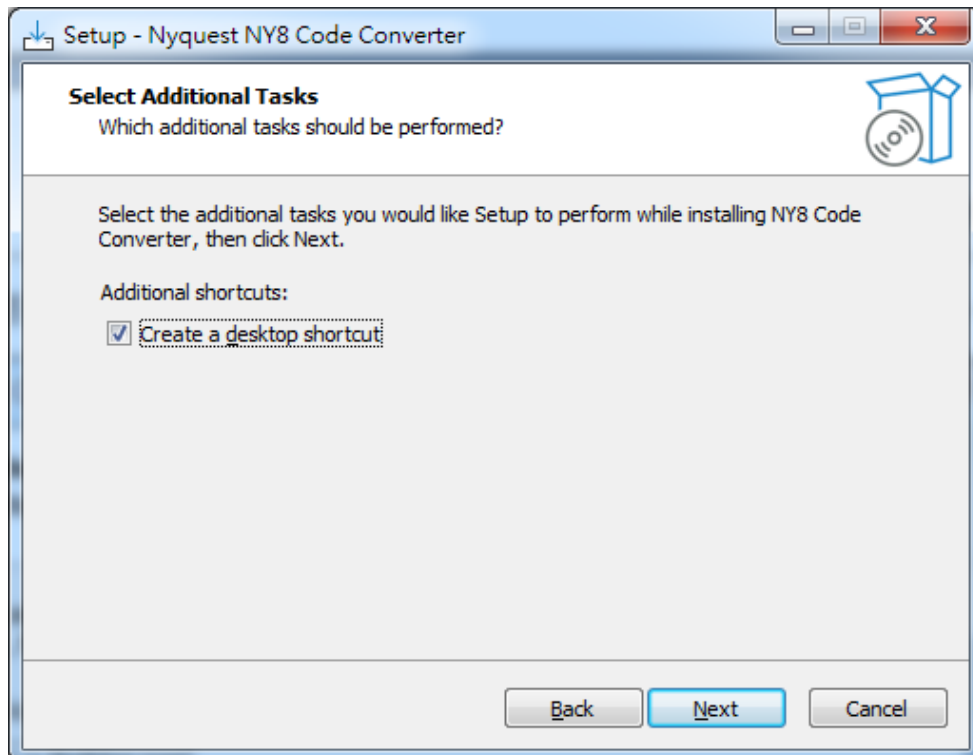 Setup - Nyquest NY8 Code Converter
Select Additional Tasks
Which additional tasks should be performed?
Select the additional tasks you would like Setup to perform while installing NY8 Code
Converter, then click Next.
Additional shortcuts:
Create a desktop shortcut
Back Next Cancel